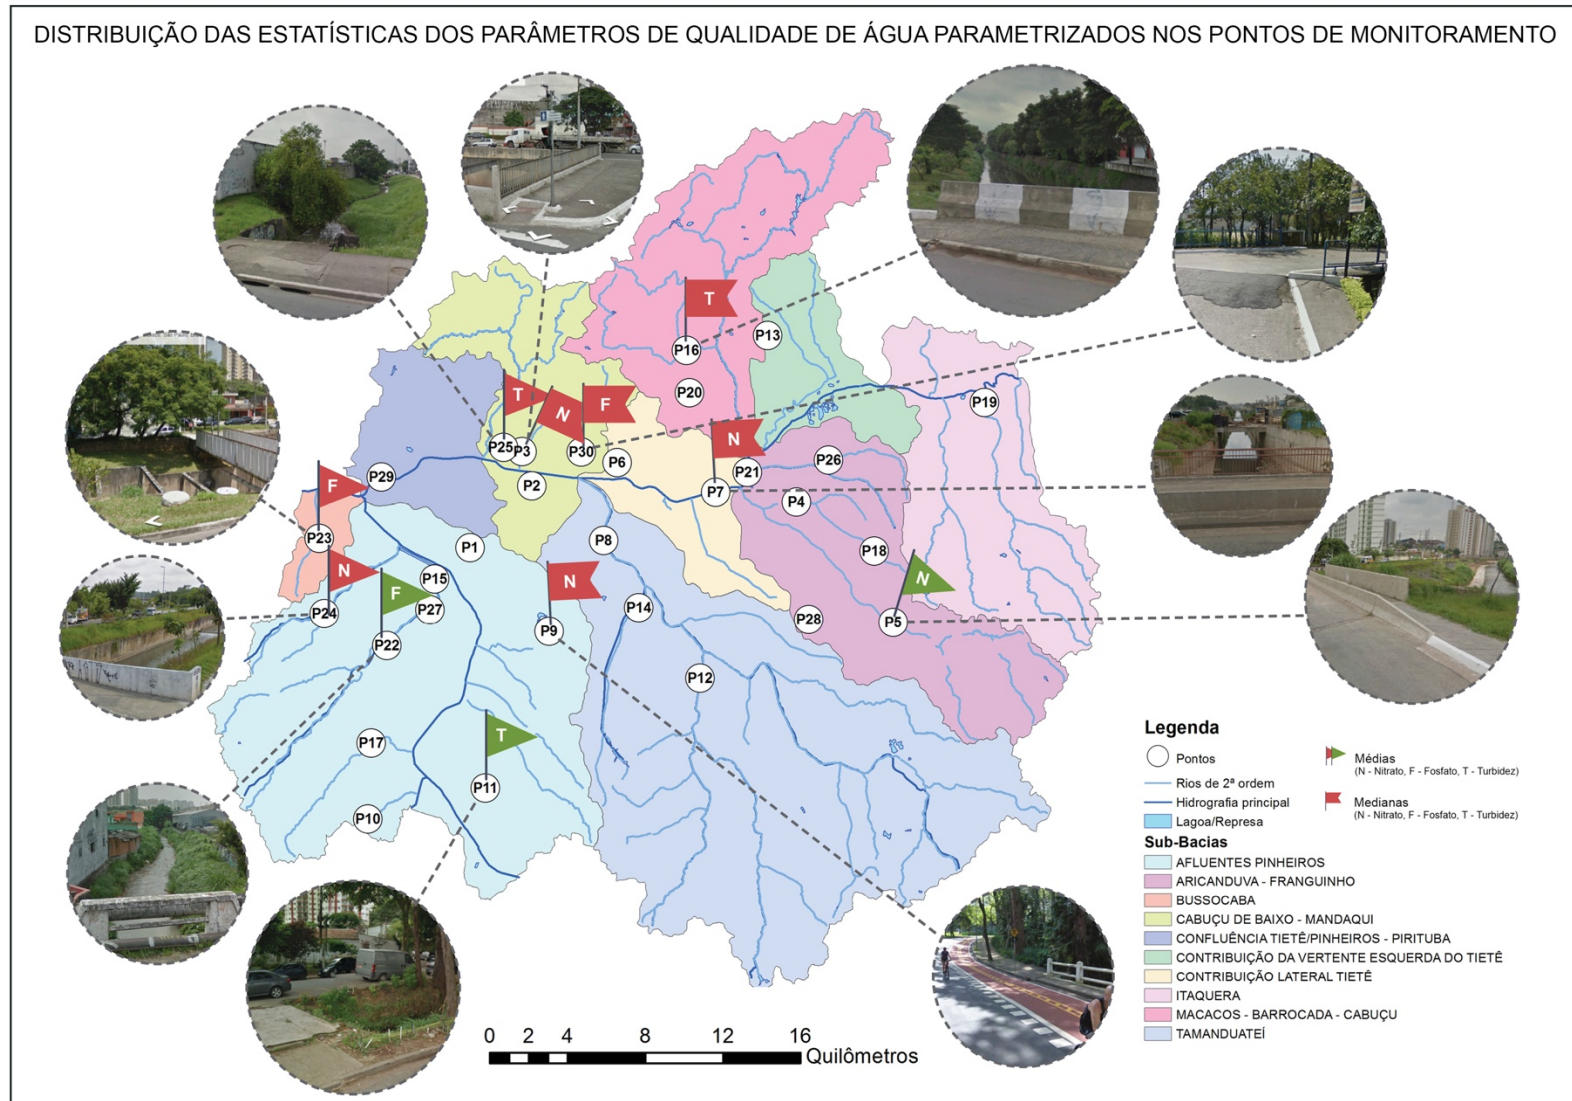 DISTRIBUIÇÃO DAS ESTATÍSTICAS DOS PARÂMETROS DE QUALIDADE DE ÁGUA PARAMETRIZADOS NOS PONTOS DE MONITORAMENTO
T
P13
P16
P20
P19
T
N
F
N
P25
P3
P30
P6
P21
P26
P29
P2
P7
P4
F
P23
P1
P8
P18
N
F
P15
N
N
P24
P27
P14
P9
P28
P5
P22
P12
T
P17
P11
P10
Legenda
Pontos
Rios de 2ª ordem
Hidrografia principal
Lagoa/Represa
Médias
(N - Nitrato, F - Fosfato, T - Turbidez)
Medianas
(N - Nitrato, F - Fosfato, T - Turbidez)
Sub-Bacias
AFLUENTES PINHEIROS
ARICANDUVA - FRANGUINHO
BUSSOCABA
CABUÇU DE BAIXO - MANDAQUI
CONFLUÊNCIA TIETÊ/PINHEIROS - PIRITUBA
CONTRIBUIÇÃO DA VERTENTE ESQUERDA DO TIETÊ
CONTRIBUIÇÃO LATERAL TIETÊ
ITAQUERA
MACACOS - BARROCADA - CABUÇU
TAMANDUATEÍ
0 2 4 8 12 16
Quilômetros